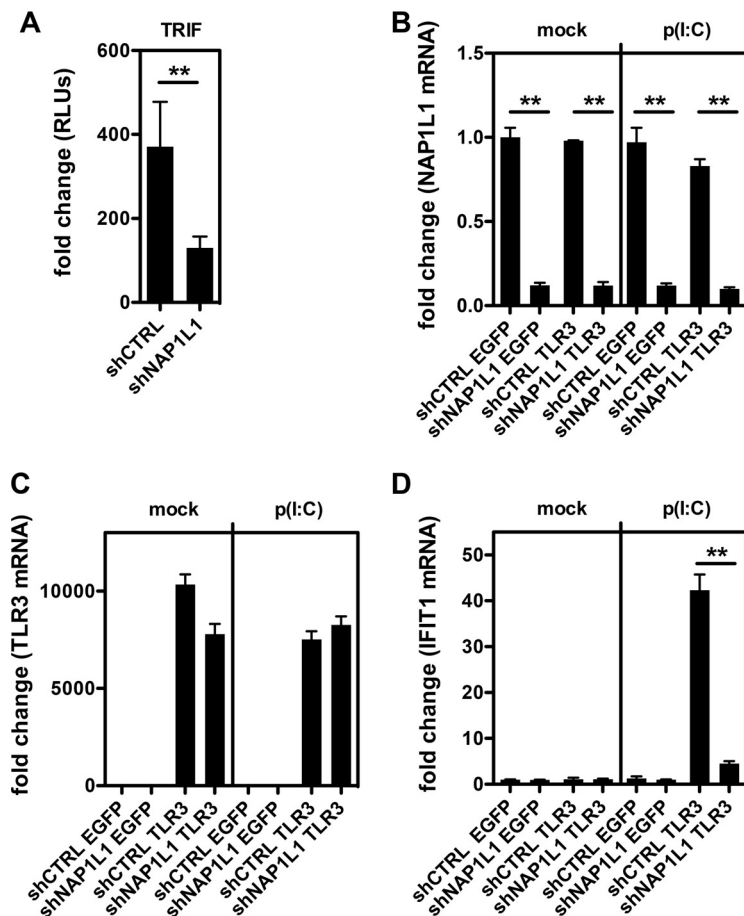 A
TRIF
fold change (RLUs)
600
400
200
0
**
shCTRL
shNAP1L1
B
mock
p(I:C)
fold change (NAP1L1 mRNA)
1.5
1.0
0.5
0.0
**
**
**
**
shCTRL EGFP
shNAP1L1 EGFP
shCTRL TLR3
shNAP1L1 TLR3
shCTRL EGFP
shNAP1L1 EGFP
shCTRL TLR3
shNAP1L1 TLR3
C
mock
p(I:C)
fold change (TLR3 mRNA)
10000
5000
0
shCTRL EGFP
shNAP1L1 EGFP
shCTRL TLR3
shNAP1L1 TLR3
shCTRL EGFP
shNAP1L1 EGFP
shCTRL TLR3
shNAP1L1 TLR3
D
mock
p(I:C)
fold change (IFIT1 mRNA)
50
40
30
20
10
0
**
shCTRL EGFP
shNAP1L1 EGFP
shCTRL TLR3
shNAP1L1 TLR3
shCTRL EGFP
shNAP1L1 EGFP
shCTRL TLR3
shNAP1L1 TLR3